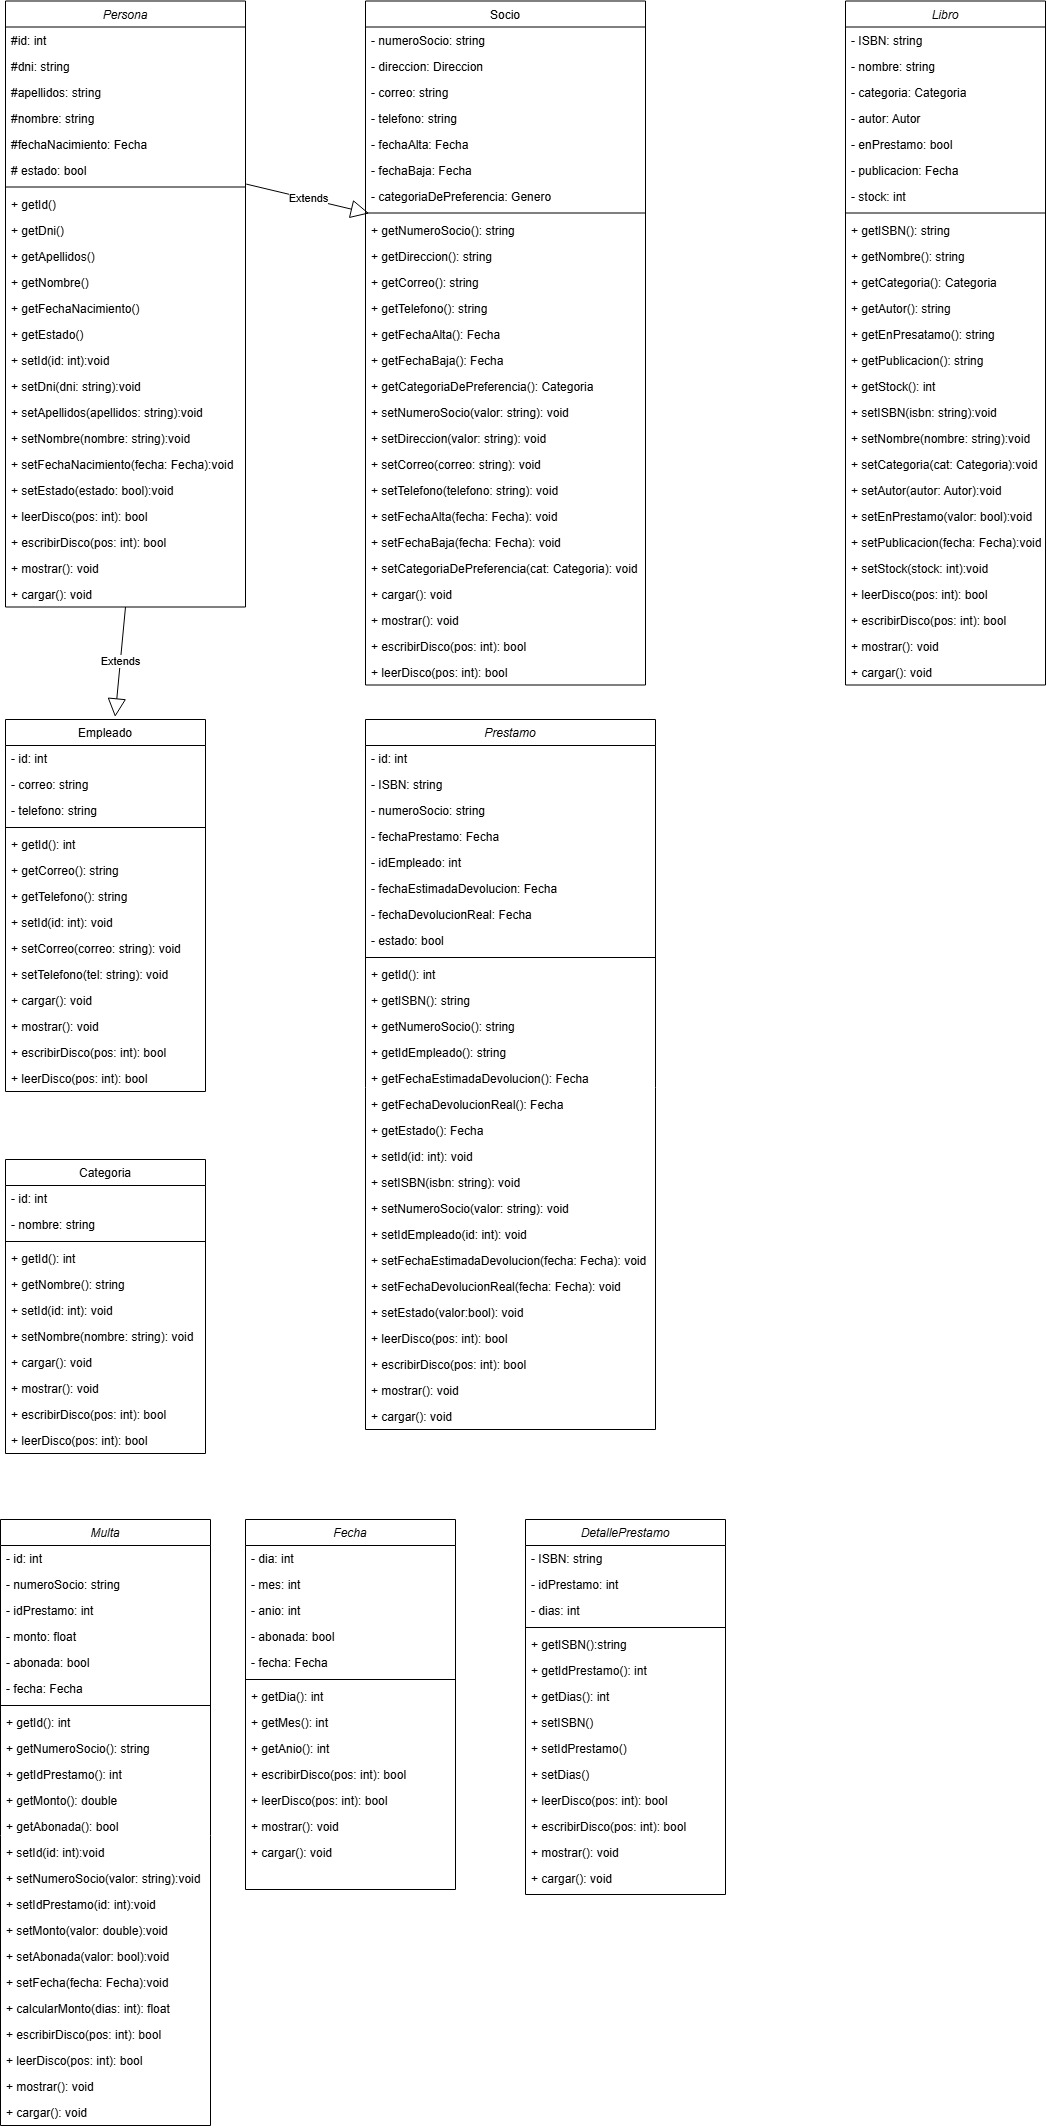 Persona
#id: int
#dni: string
#apellidos: string
#nombre: string
#fechaNacimiento: Fecha
# estado: bool
+ getId()
+ getDni()
+ getApellidos()
+ getNombre()
+ getFechaNacimiento()
+ getEstado()
+ setId(id: int):void
+ setDni(dni: string):void
+ setApellidos(apellidos: string):void
+ setNombre(nombre: string):void
+ setFechaNacimiento(fecha: Fecha):void
+ setEstado(estado: bool):void
+ leerDisco(pos: int): bool
+ escribirDisco(pos: int): bool
+ mostrar(): void
+ cargar(): void
Extends
Socio
- numeroSocio: string
- direccion: Direccion
- correo: string
- telefono: string
- fechaAlta: Fecha
- fechaBaja: Fecha
- categoriaDePreferencia: Genero
+ getNumeroSocio(): string
+ getDireccion(): string
+ getCorreo(): string
+ getTelefono(): string
+ getFechaAlta(): Fecha
+ getFechaBaja(): Fecha
+ getCategoriaDePreferencia(): Categoria
+ setNumeroSocio(valor: string): void
+ setDireccion(valor: string): void
+ setCorreo(correo: string): void
+ setTelefono(telefono: string): void
+ setFechaAlta(fecha: Fecha): void
+ setFechaBaja(fecha: Fecha): void
+ setCategoriaDePreferencia(cat: Categoria): void
+ cargar(): void
+ mostrar(): void
+ escribirDisco(pos: int): bool
+ leerDisco(pos: int): bool
Libro
- ISBN: string
- nombre: string
- categoria: Categoria
- autor: Autor
- enPrestamo: bool
- publicacion: Fecha
- stock: int
+ getISBN(): string
+ getNombre(): string
+ getCategoria(): Categoria
+ getAutor(): string
+ getEnPresatamo(): string
+ getPublicacion(): string
+ getStock(): int
+ setISBN(isbn: string):void
+ setNombre(nombre: string):void
+ setCategoria(cat: Categoria):void
+ setAutor(autor: Autor):void
+ setEnPrestamo(valor: bool):void
+ setPublicacion(fecha: Fecha):void
+ setStock(stock: int):void
+ leerDisco(pos: int): bool
+ escribirDisco(pos: int): bool
+ mostrar(): void
+ cargar(): void
Extends
Empleado
- id: int
- correo: string
- telefono: string
+ getId(): int
+ getCorreo(): string
+ getTelefono(): string
+ setId(id: int): void
+ setCorreo(correo: string): void
+ setTelefono(tel: string): void
+ cargar(): void
+ mostrar(): void
+ escribirDisco(pos: int): bool
+ leerDisco(pos: int): bool
Prestamo
- id: int
- ISBN: string
- numeroSocio: string
- fechaPrestamo: Fecha
- idEmpleado: int
- fechaEstimadaDevolucion: Fecha
- fechaDevolucionReal: Fecha
- estado: bool
+ getId(): int
+ getISBN(): string
+ getNumeroSocio(): string
+ getIdEmpleado(): string
+ getFechaEstimadaDevolucion(): Fecha
+ getFechaDevolucionReal(): Fecha
+ getEstado(): Fecha
+ setId(id: int): void
+ setISBN(isbn: string): void
+ setNumeroSocio(valor: string): void
+ setIdEmpleado(id: int): void
+ setFechaEstimadaDevolucion(fecha: Fecha): void
+ setFechaDevolucionReal(fecha: Fecha): void
+ setEstado(valor:bool): void
+ leerDisco(pos: int): bool
+ escribirDisco(pos: int): bool
+ mostrar(): void
+ cargar(): void
Categoria
- id: int
- nombre: string
+ getId(): int
+ getNombre(): string
+ setId(id: int): void
+ setNombre(nombre: string): void
+ cargar(): void
+ mostrar(): void
+ escribirDisco(pos: int): bool
+ leerDisco(pos: int): bool
Multa
- id: int
- numeroSocio: string
- idPrestamo: int
- monto: float
- abonada: bool
- fecha: Fecha
+ getId(): int
+ getNumeroSocio(): string
+ getIdPrestamo(): int
+ getMonto(): double
+ getAbonada(): bool
+ setId(id: int):void
+ setNumeroSocio(valor: string):void
+ setIdPrestamo(id: int):void
+ setMonto(valor: double):void
+ setAbonada(valor: bool):void
+ setFecha(fecha: Fecha):void
+ calcularMonto(dias: int): float
+ escribirDisco(pos: int): bool
+ leerDisco(pos: int): bool
+ mostrar(): void
+ cargar(): void
Fecha
- dia: int
- mes: int
- anio: int
- abonada: bool
- fecha: Fecha
+ getDia(): int
+ getMes(): int
+ getAnio(): int
+ escribirDisco(pos: int): bool
+ leerDisco(pos: int): bool
+ mostrar(): void
+ cargar(): void
DetallePrestamo
- ISBN: string
- idPrestamo: int
- dias: int
+ getISBN():string
+ getIdPrestamo(): int
+ getDias(): int
+ setISBN()
+ setIdPrestamo()
+ setDias()
+ leerDisco(pos: int): bool
+ escribirDisco(pos: int): bool
+ mostrar(): void
+ cargar(): void